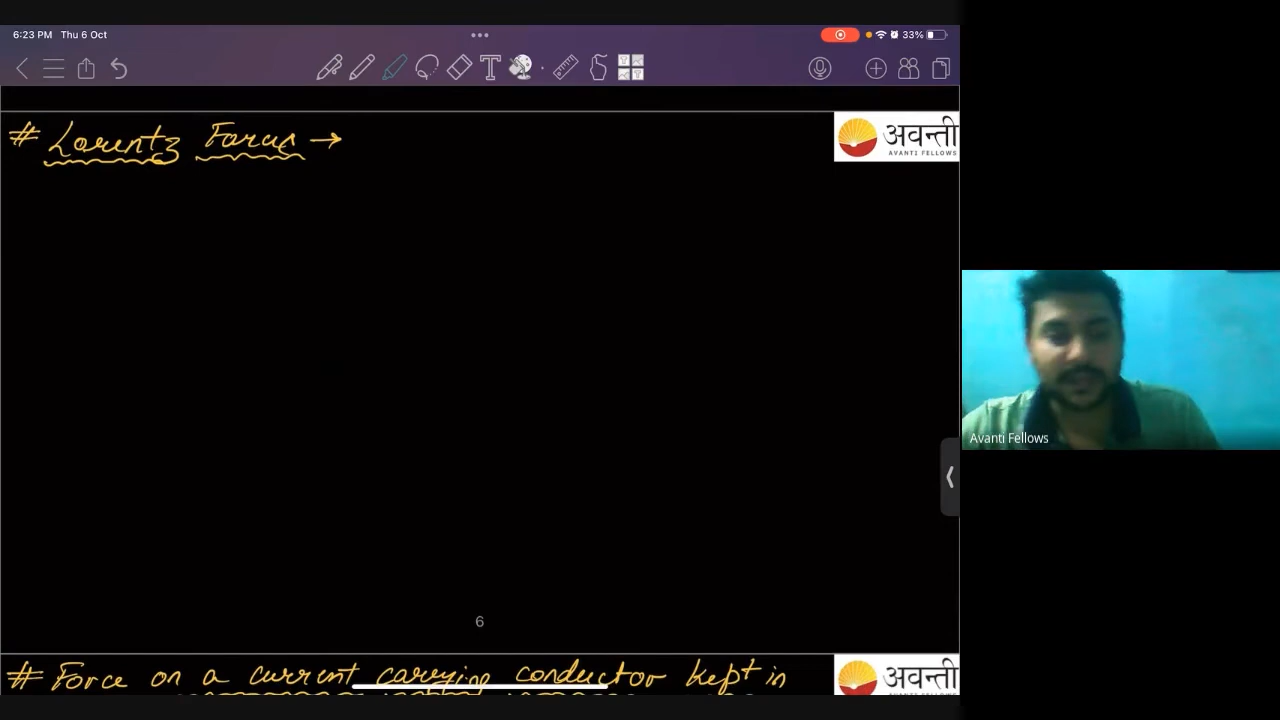 6:23 PM Thu 6 Oct
33%
# Lorentz Force →
अवन्ती
AVANTI FELLOWS
Avanti Fellows
6
# Force on a current carrying conductor kept in
अवन्ती